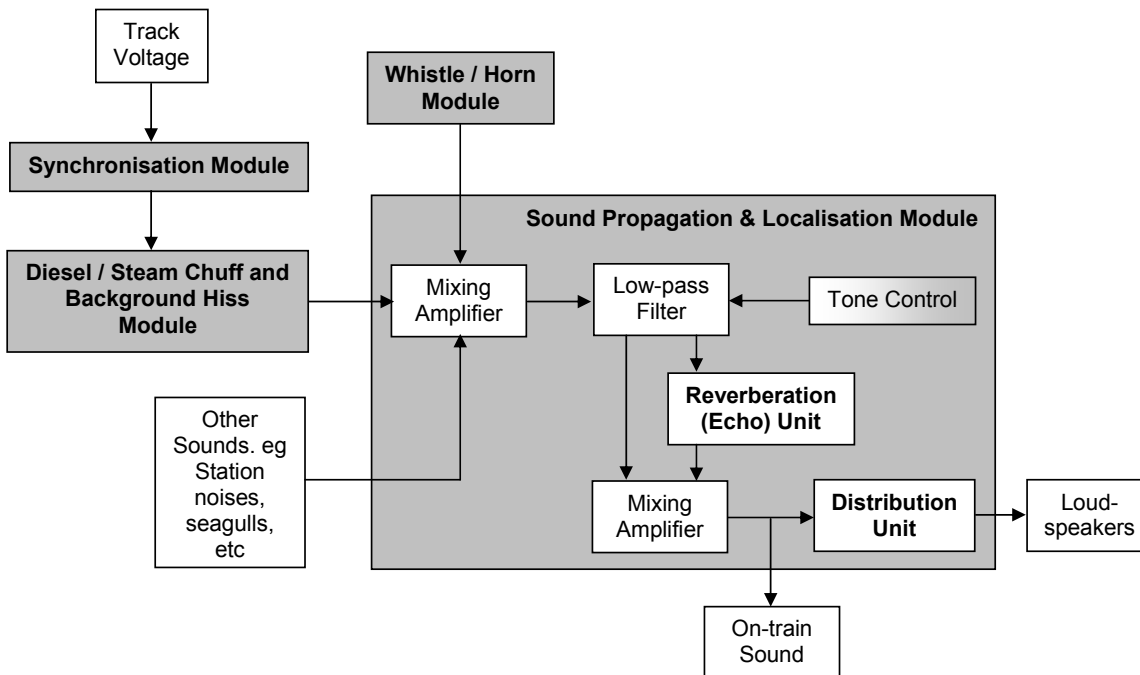 Track
Voltage
Whistle / Horn
Module
Synchronisation Module
Sound Propagation & Localisation Module
Diesel / Steam Chuff and
Background Hiss
Module
Mixing
Amplifier
Low-pass
Filter
Tone Control
Reverberation
(Echo) Unit
Other
Sounds. eg
Station
noises,
seagulls,
etc
Mixing
Amplifier
Distribution
Unit
Loud-
speakers
On-train
Sound